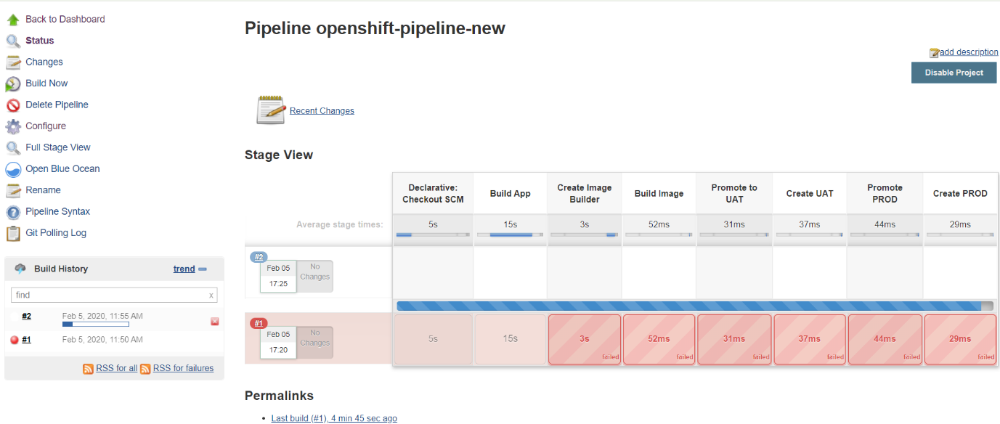 Back to Dashboard
Status
Changes
Build Now
Delete Pipeline
Configure
Full Stage View
Open Blue Ocean
Rename
Pipeline Syntax
Git Polling Log
Build History
trend
find
x
#2
Feb 5, 2020, 11:55 AM
#1
Feb 5, 2020, 11:50 AM
RSS for all
RSS for failures
Pipeline openshift-pipeline-new
add description
Disable Project
Recent Changes
Stage View
Declarative:
Checkout SCM
Build App
Create Image
Builder
Build Image
Promote to
UAT
Create UAT
Promote
PROD
Create PROD
Average stage times:
5s
15s
3s
52ms
31ms
37ms
44ms
29ms
#2
Feb 05
17:25
No
Changes
#1
Feb 05
17:20
No
Changes
5s
15s
3s
failed
52ms
failed
31ms
failed
37ms
failed
44ms
failed
29ms
failed
Permalinks
Last build (#1), 4 min 45 sec ago